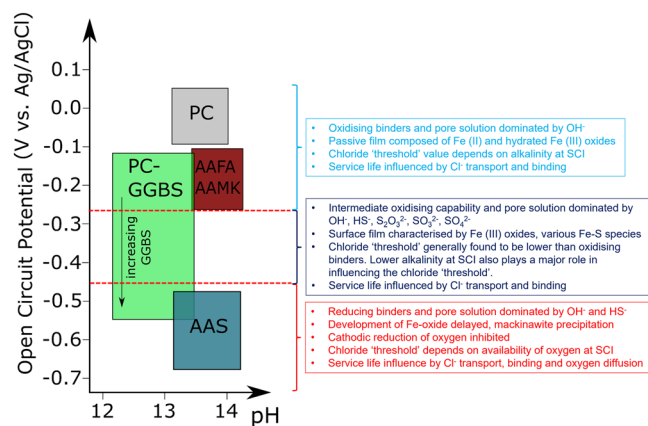 Open Circuit Potential (V vs. Ag/AgCl)
0.1
0.0
-0.1
-0.2
-0.3
-0.4
-0.5
-0.6
-0.7
12
13
14
pH
PC
PC-
GGBS
AAFA
AAMK
increasing
GGBS
AAS
• Oxidising binders and pore solution dominated by OH⁻
• Passive film composed of Fe (II) and hydrated Fe (III) oxides
• Chloride ‘threshold’ value depends on alkalinity at SCI
• Service life influenced by Cl⁻ transport and binding
• Intermediate oxidising capability and pore solution dominated by
OH⁻, HS⁻, S₂O₃²⁻, SO₃²⁻, SO₄²⁻
• Surface film characterised by Fe (III) oxides, various Fe-S species
• Chloride ‘threshold’ generally found to be lower than oxidising
binders. Lower alkalinity at SCI also plays a major role in
influencing the chloride ‘threshold’.
• Service life influenced by Cl⁻ transport and binding
• Reducing binders and pore solution dominated by OH⁻ and HS⁻
• Development of Fe-oxide delayed, mackinawite precipitation
• Cathodic reduction of oxygen inhibited
• Chloride ‘threshold’ depends on availability of oxygen at SCI
• Service life influence by Cl⁻ transport, binding and oxygen diffusion